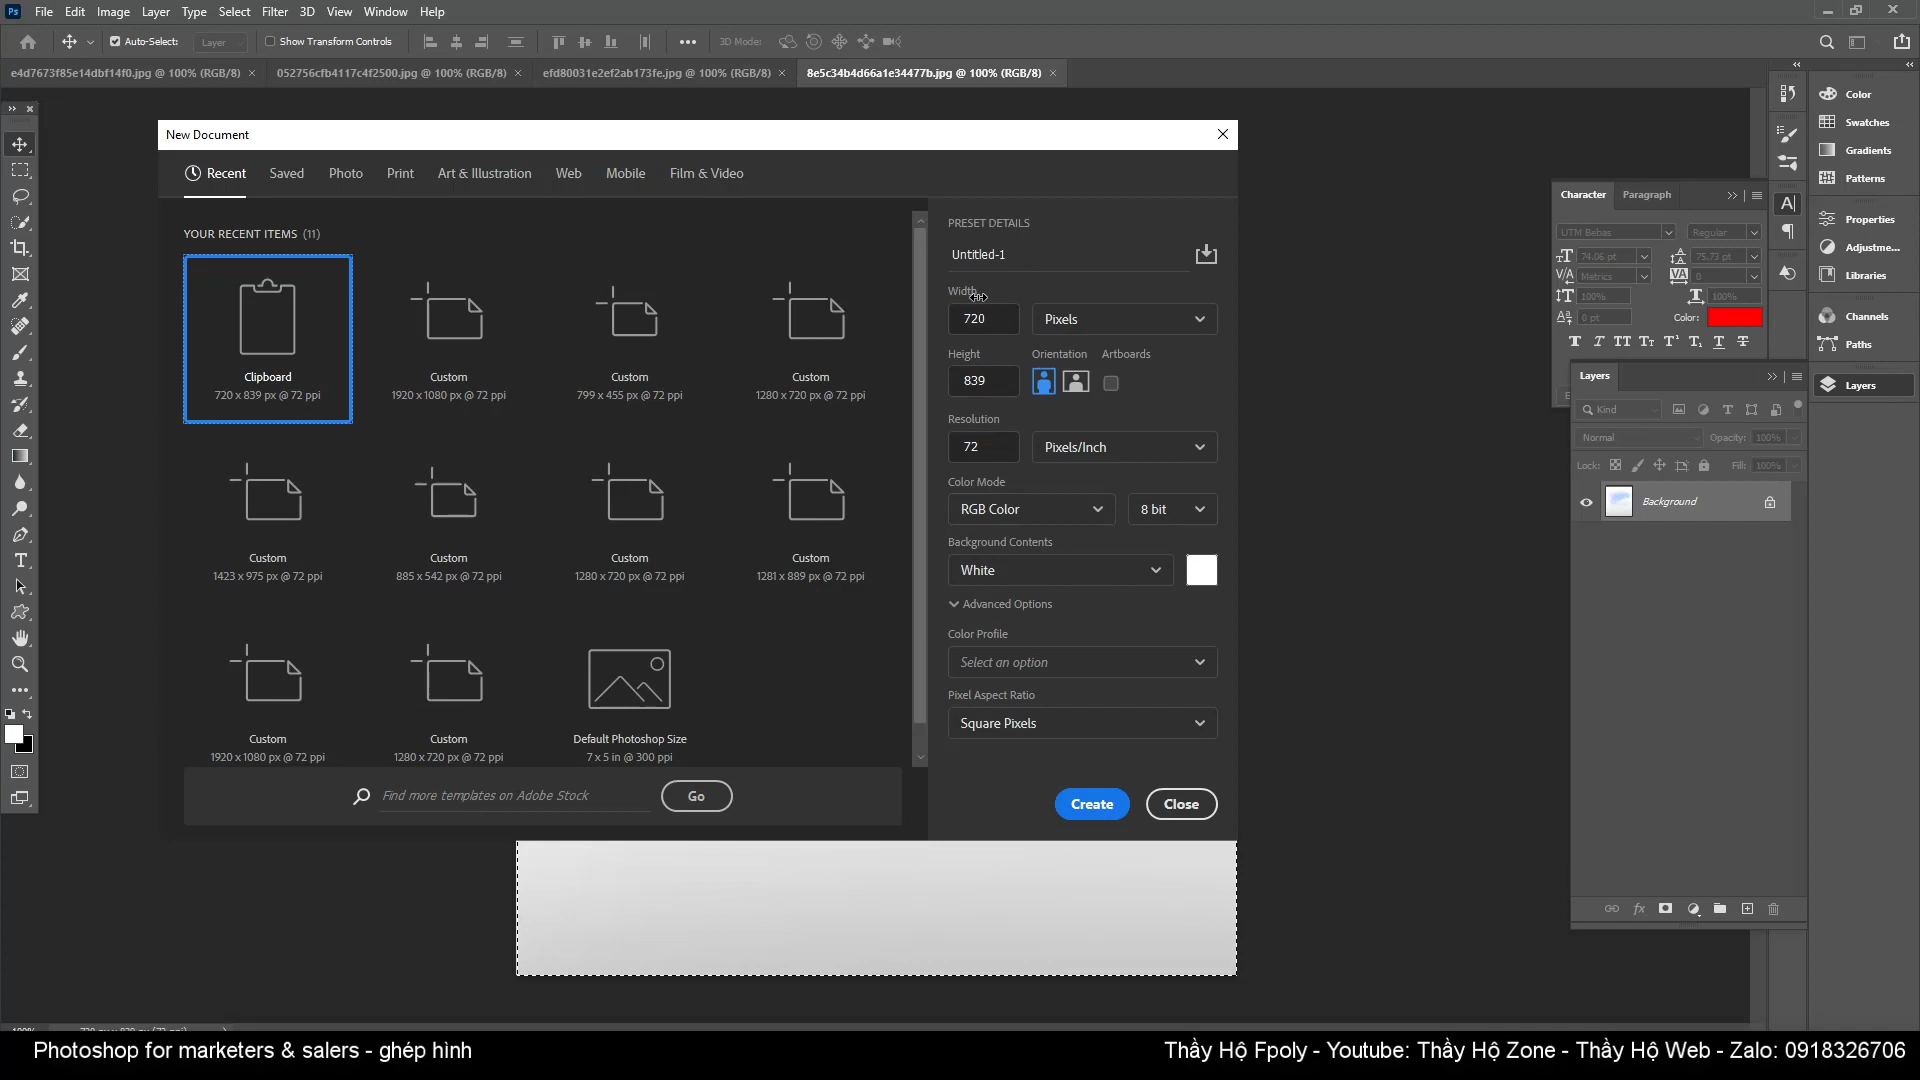 Ps File Edit Image Layer Type Select Filter 3D View Window Help
Auto-Select: Layer Show Transform Controls 3D Mode:
e4d7673f85e14dbf14f0.jpg @ 100% (RGB/8) 052756cfb4117c4f2500.jpg @ 100% (RGB/8) efd80031e2ef2ab173fe.jpg @ 100% (RGB/8) 8e5c34b4d66a1e34477b.jpg @ 100% (RGB/8)
New Document
Recent Saved Photo Print Art & Illustration Web Mobile Film & Video
YOUR RECENT ITEMS (11)
Clipboard
720 x 839 px @ 72 ppi
Custom
1920 x 1080 px @ 72 ppi
Custom
799 x 455 px @ 72 ppi
Custom
1280 x 720 px @ 72 ppi
Custom
1423 x 975 px @ 72 ppi
Custom
885 x 542 px @ 72 ppi
Custom
1280 x 720 px @ 72 ppi
Custom
1281 x 889 px @ 72 ppi
Custom
1920 x 1080 px @ 72 ppi
Custom
1280 x 720 px @ 72 ppi
Default Photoshop Size
7 x 5 in @ 300 ppi
Find more templates on Adobe Stock Go
PRESET DETAILS
Untitled-1
Width
720 Pixels
Height Orientation Artboards
839
Resolution
72 Pixels/Inch
Color Mode
RGB Color 8 bit
Background Contents
White
Advanced Options
Color Profile
Select an option
Pixel Aspect Ratio
Square Pixels
Create Close
Character Paragraph
UTM Bebas Regular
74.06 pt 75.73 pt
Metrics 0
100% 100%
0 pt Color:
Layers
Kind
Normal Opacity: 100%
Lock: Fill: 100%
Background
Color
Swatches
Gradients
Patterns
Properties
Adjustme...
Libraries
Channels
Paths
Layers
Photoshop for marketers & salers - ghép hình
Thầy Hộ Fpoly - Youtube: Thầy Hộ Zone - Thầy Hộ Web - Zalo: 0918326706